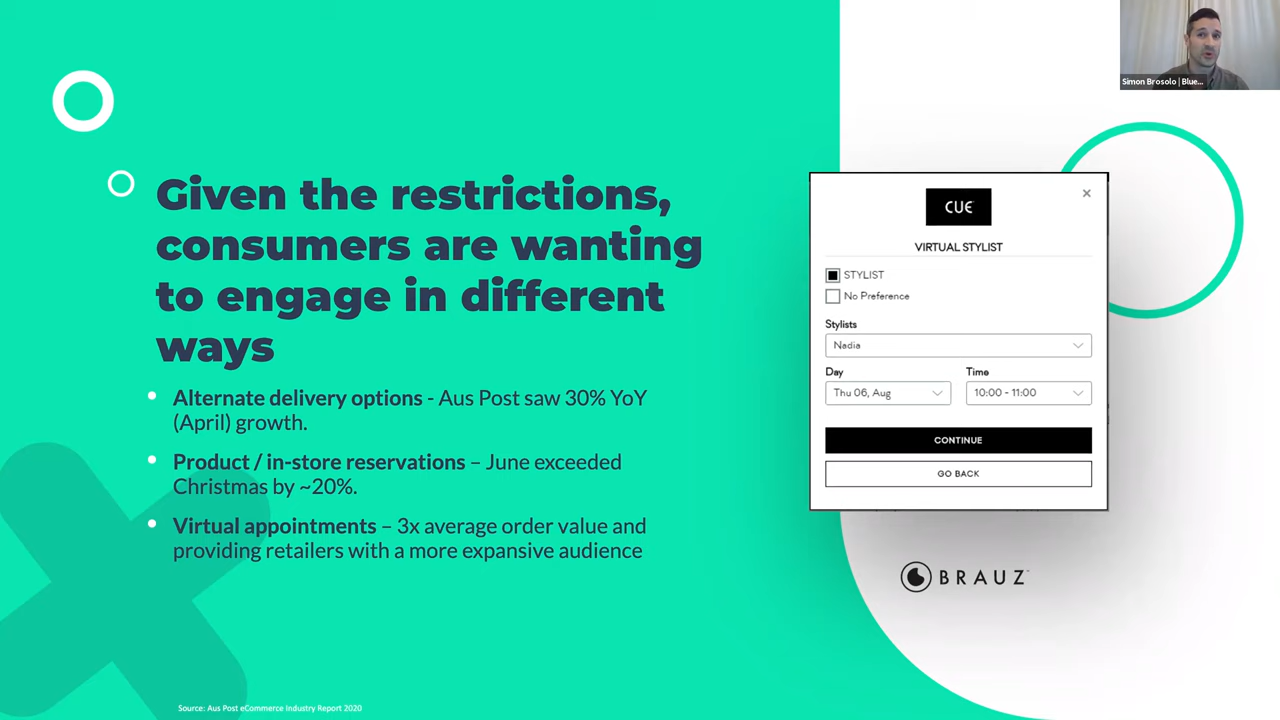 Simon Brosolo | Blue...
Given the restrictions,
consumers are wanting
to engage in different
ways
• Alternate delivery options - Aus Post saw 30% YoY
(April) growth.
• Product / in-store reservations – June exceeded
Christmas by ~20%.
• Virtual appointments – 3x average order value and
providing retailers with a more expansive audience
CUE
VIRTUAL STYLIST
STYLIST
No Preference
Stylists
Nadia
Day Time
Thu 06, Aug 10:00 - 11:00
CONTINUE
GO BACK
BRAUZ
Source: Aus Post eCommerce Industry Report 2020